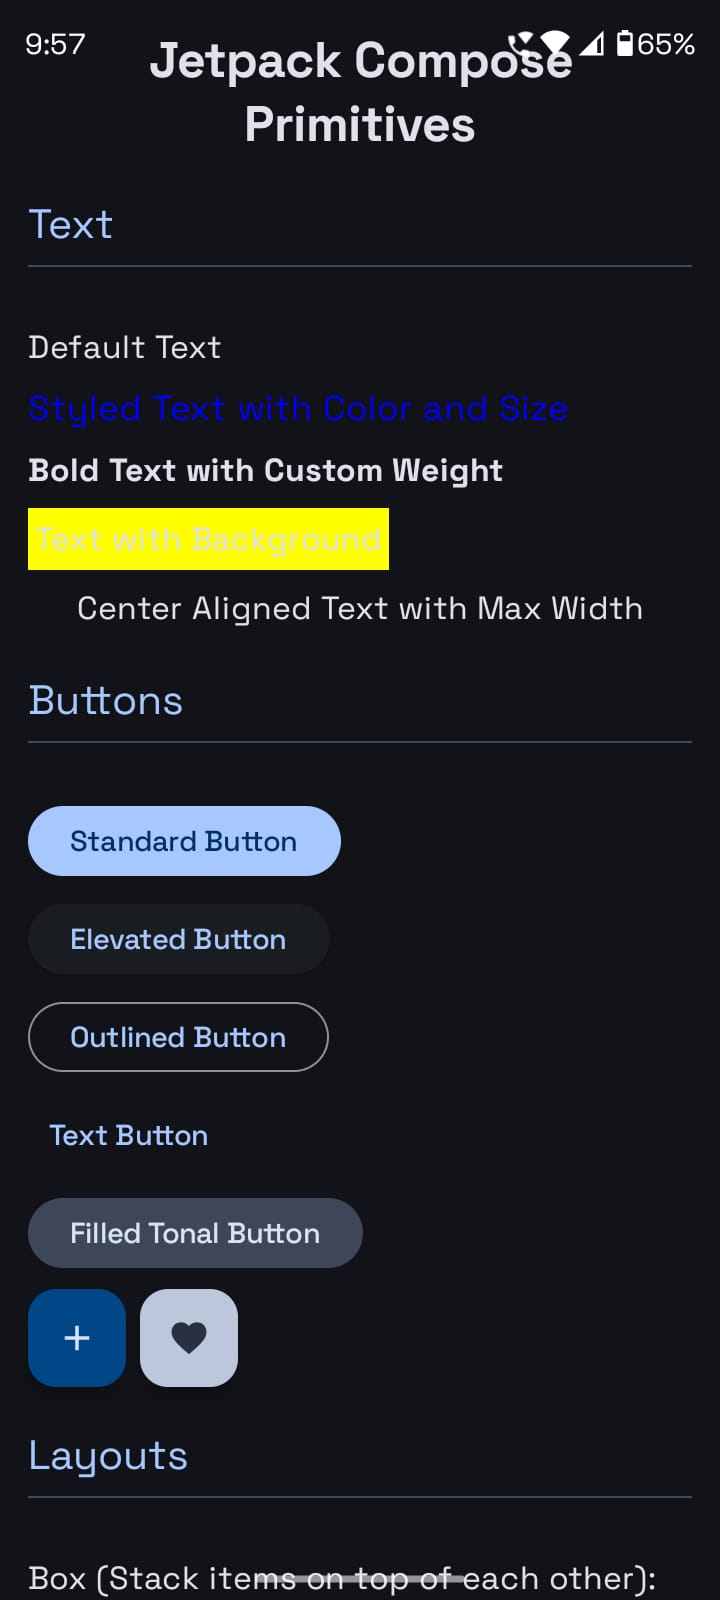 9:57
65%
Jetpack Compose
Primitives
Text
Default Text
Styled Text with Color and Size
Bold Text with Custom Weight
Text with Background
Center Aligned Text with Max Width
Buttons
Standard Button
Elevated Button
Outlined Button
Text Button
Filled Tonal Button
Layouts
Box (Stack items on top of each other):